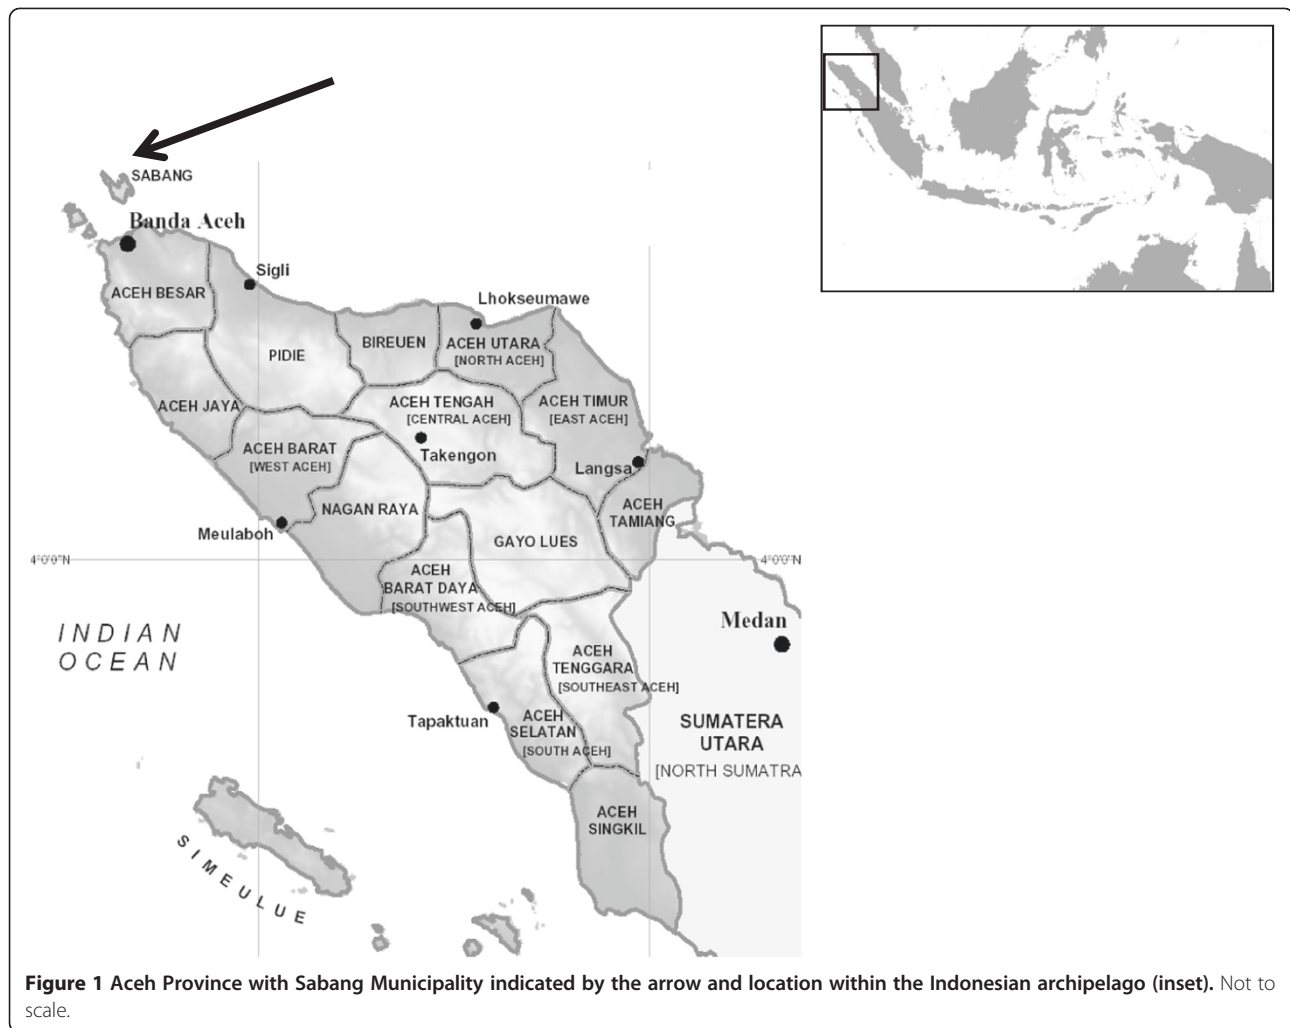 SABANG
Banda Aceh
Sigli
Lhokseumawe
ACEH BESAR
PIDIE
BIREUEN
ACEH UTARA
[NORTH ACEH]
ACEH JAYA
ACEH TENGAH
[CENTRAL ACEH]
Takengon
ACEH TIMUR
[EAST ACEH]
ACEH BARAT
[WEST ACEH]
Langsa
NAGAN RAYA
ACEH
TAMIANG
Meulaboh
GAYO LUES
4°0'0"N
4°0'0"N
ACEH
BARAT DAYA
[SOUTHWEST ACEH]
INDIAN
OCEAN
Medan
ACEH
TENGGARA
[SOUTHEAST ACEH]
Tapaktuan
ACEH
SELATAN
[SOUTH ACEH]
SUMATERA
UTARA
[NORTH SUMATRA
ACEH
SINGKIL
SIMEULUE
Figure 1 Aceh Province with Sabang Municipality indicated by the arrow and location within the Indonesian archipelago (inset). Not to
scale.